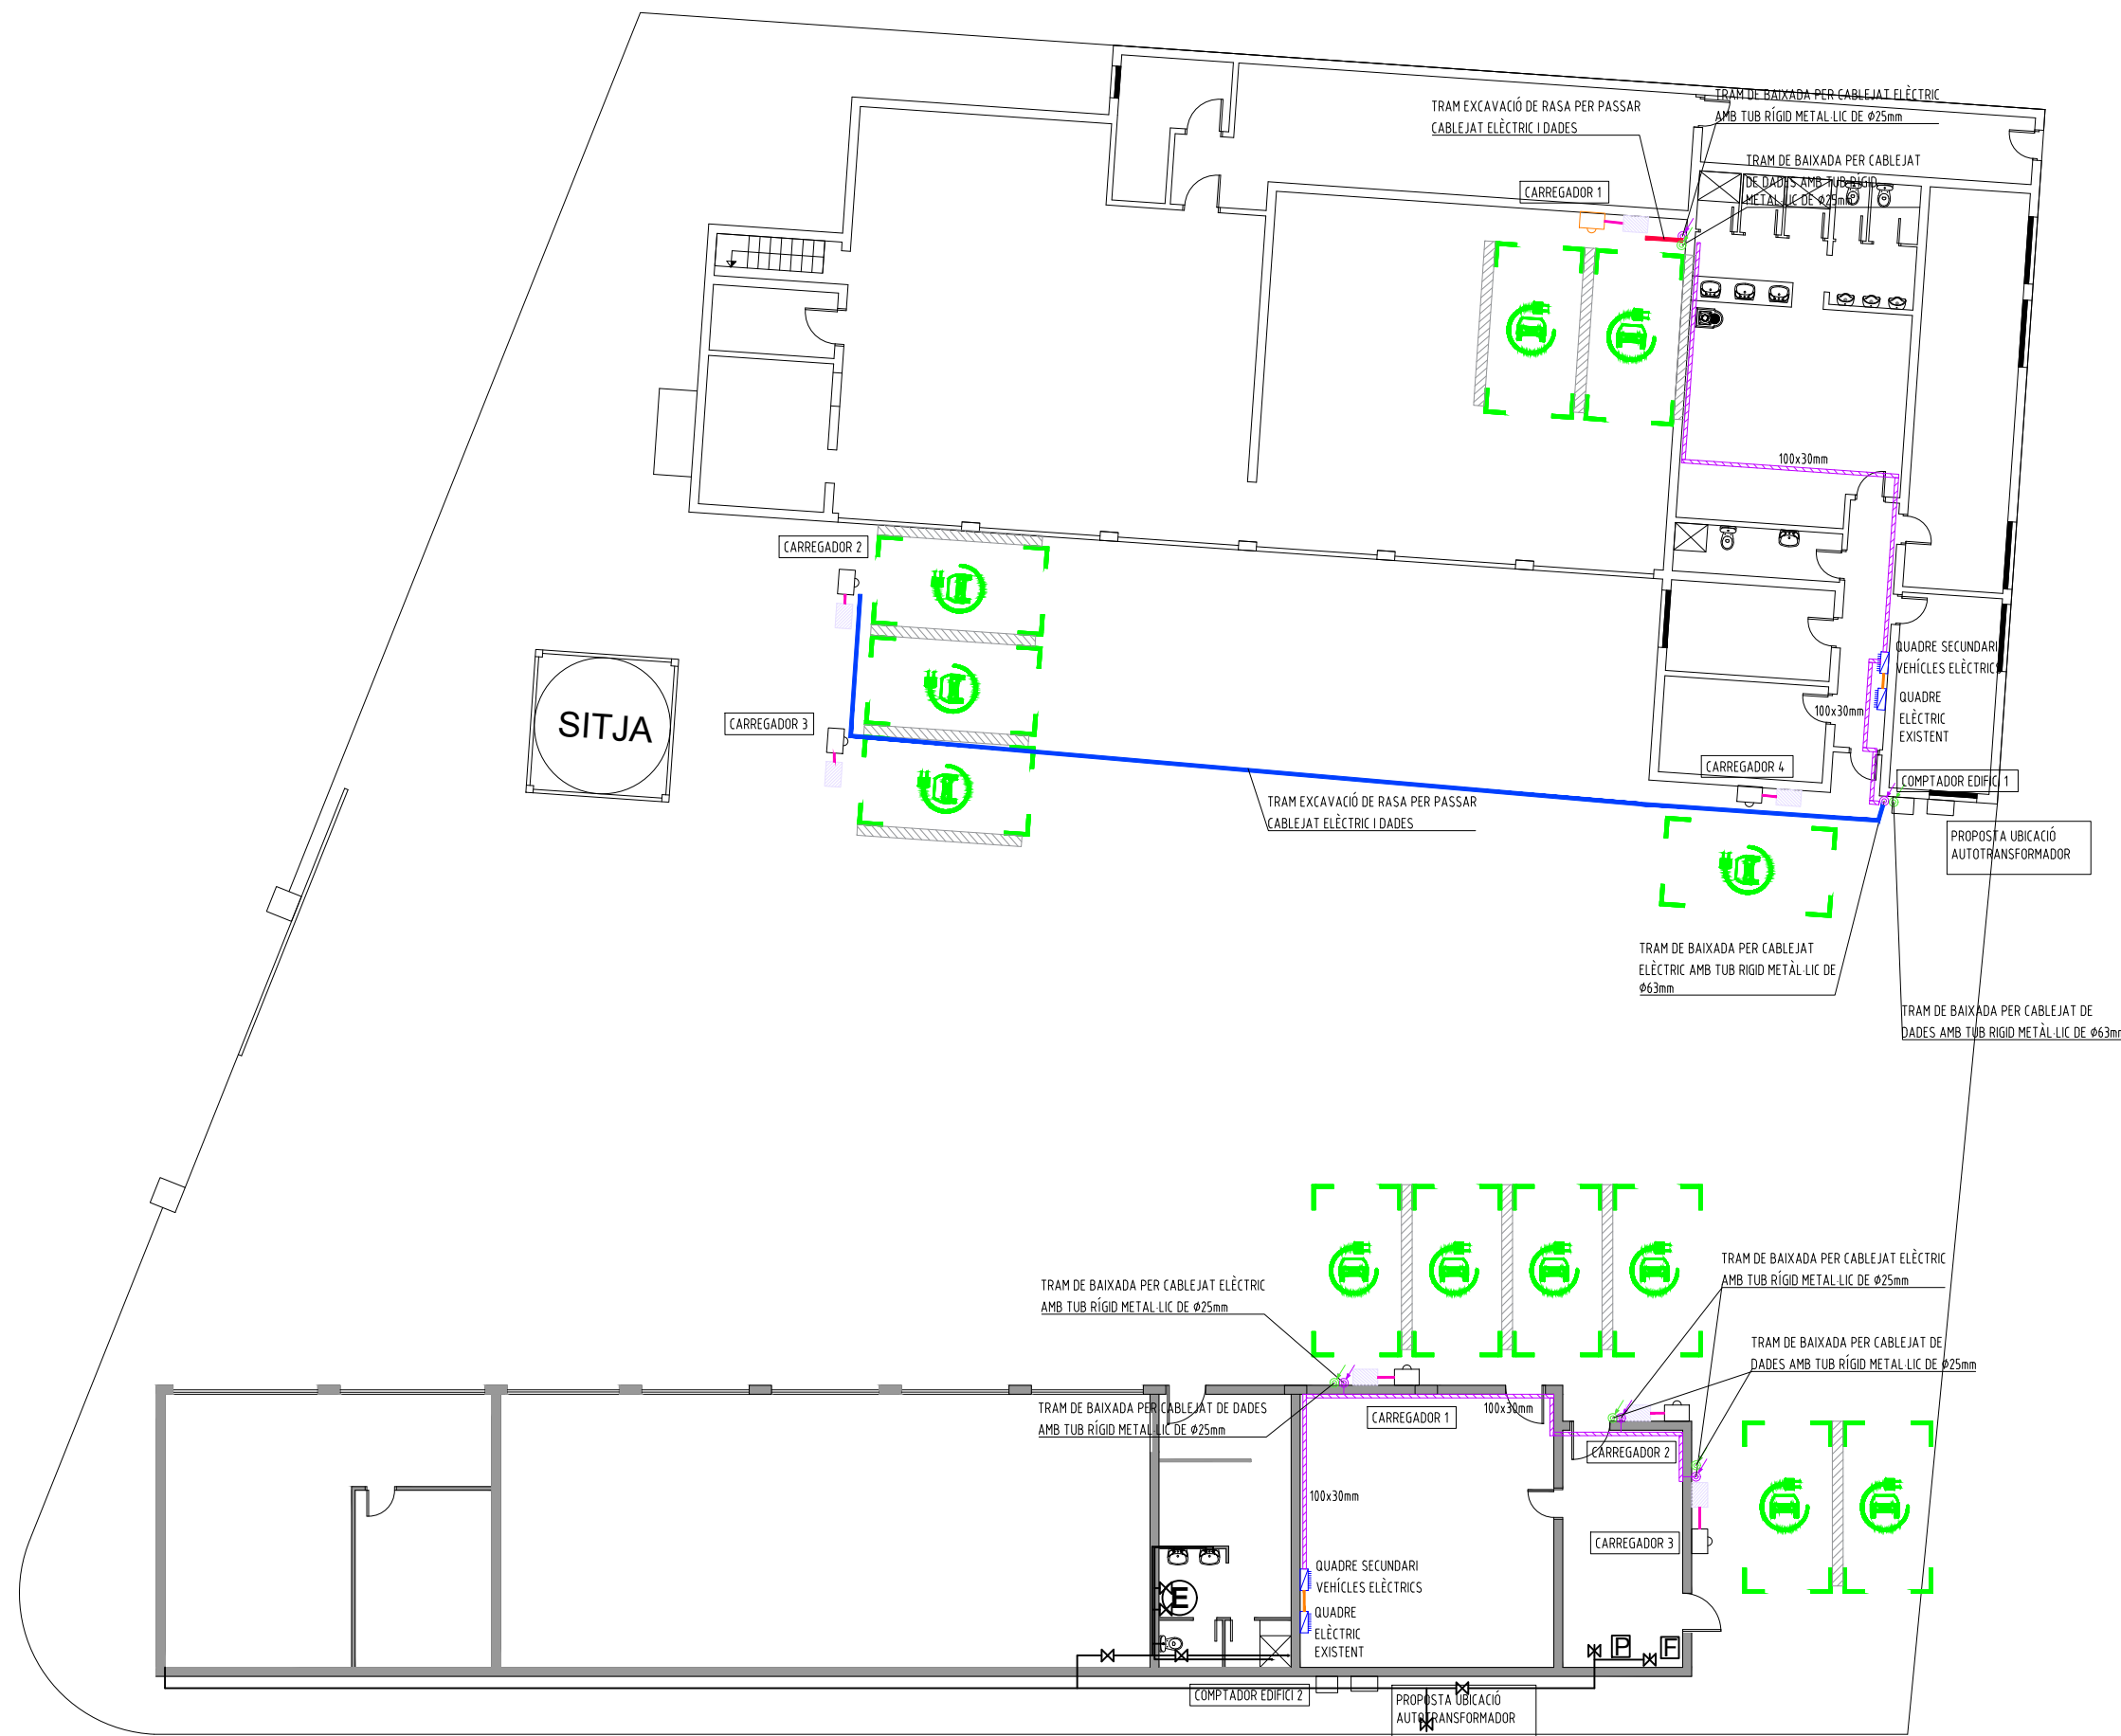 TRAM EXCAVACIÓ DE RASA PER PASSAR
CABLEJAT ELÈCTRIC I DADES
TRAM DE BAIXADA PER CABLEJAT ELÈCTRIC
AMB TUB RÍGID METAL·LIC DE Ø25mm
TRAM DE BAIXADA PER CABLEJAT
DE DADES AMB TUB RÍGID
METAL·LIC DE Ø25mm
CARREGADOR 1
100x30mm
CARREGADOR 2
CARREGADOR 3
SITJA
QUADRE SECUNDARI
VEHÍCLES ELÈCTRICS
QUADRE
ELÈCTRIC
EXISTENT
100x30mm
CARREGADOR 4
COMPTADOR EDIFICI 1
TRAM EXCAVACIÓ DE RASA PER PASSAR
CABLEJAT ELÈCTRIC I DADES
PROPOSTA UBICACIÓ
AUTOTRANSFORMADOR
TRAM DE BAIXADA PER CABLEJAT
ELÈCTRIC AMB TUB RIGID METÀL·LIC DE
Ø63mm
TRAM DE BAIXADA PER CABLEJAT DE
DADES AMB TUB RIGID METÀL·LIC DE Ø63mm
TRAM DE BAIXADA PER CABLEJAT ELÈCTRIC
AMB TUB RÍGID METAL·LIC DE Ø25mm
TRAM DE BAIXADA PER CABLEJAT ELÈCTRIC
AMB TUB RÍGID METAL·LIC DE Ø25mm
TRAM DE BAIXADA PER CABLEJAT DE
DADES AMB TUB RÍGID METAL·LIC DE Ø25mm
TRAM DE BAIXADA PER CABLEJAT DE DADES
AMB TUB RÍGID METAL·LIC DE Ø25mm
CARREGADOR 1
100x30mm
CARREGADOR 2
100x30mm
CARREGADOR 3
QUADRE SECUNDARI
VEHÍCLES ELÈCTRICS
QUADRE
ELÈCTRIC
EXISTENT
E
P
F
COMPTADOR EDIFICI 2
PROPOSTA UBICACIÓ
AUTOTRANSFORMADOR